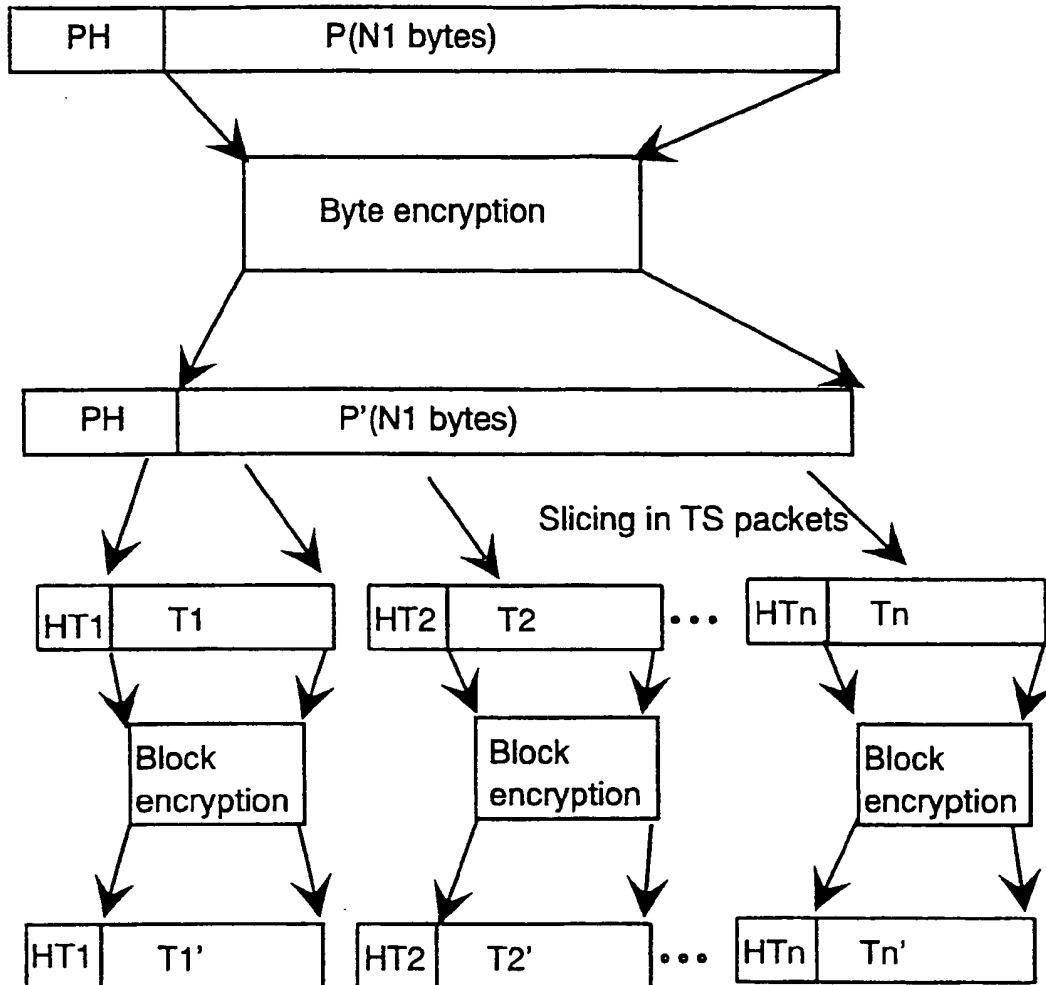 PH P(N1 bytes)
Byte encryption
PH P'(N1 bytes)
Slicing in TS packets
HT1 T1 HT2 T2 ••• HTn Tn
Block
encryption
Block
encryption
Block
encryption
HT1 T1' HT2 T2' ••• HTn Tn'